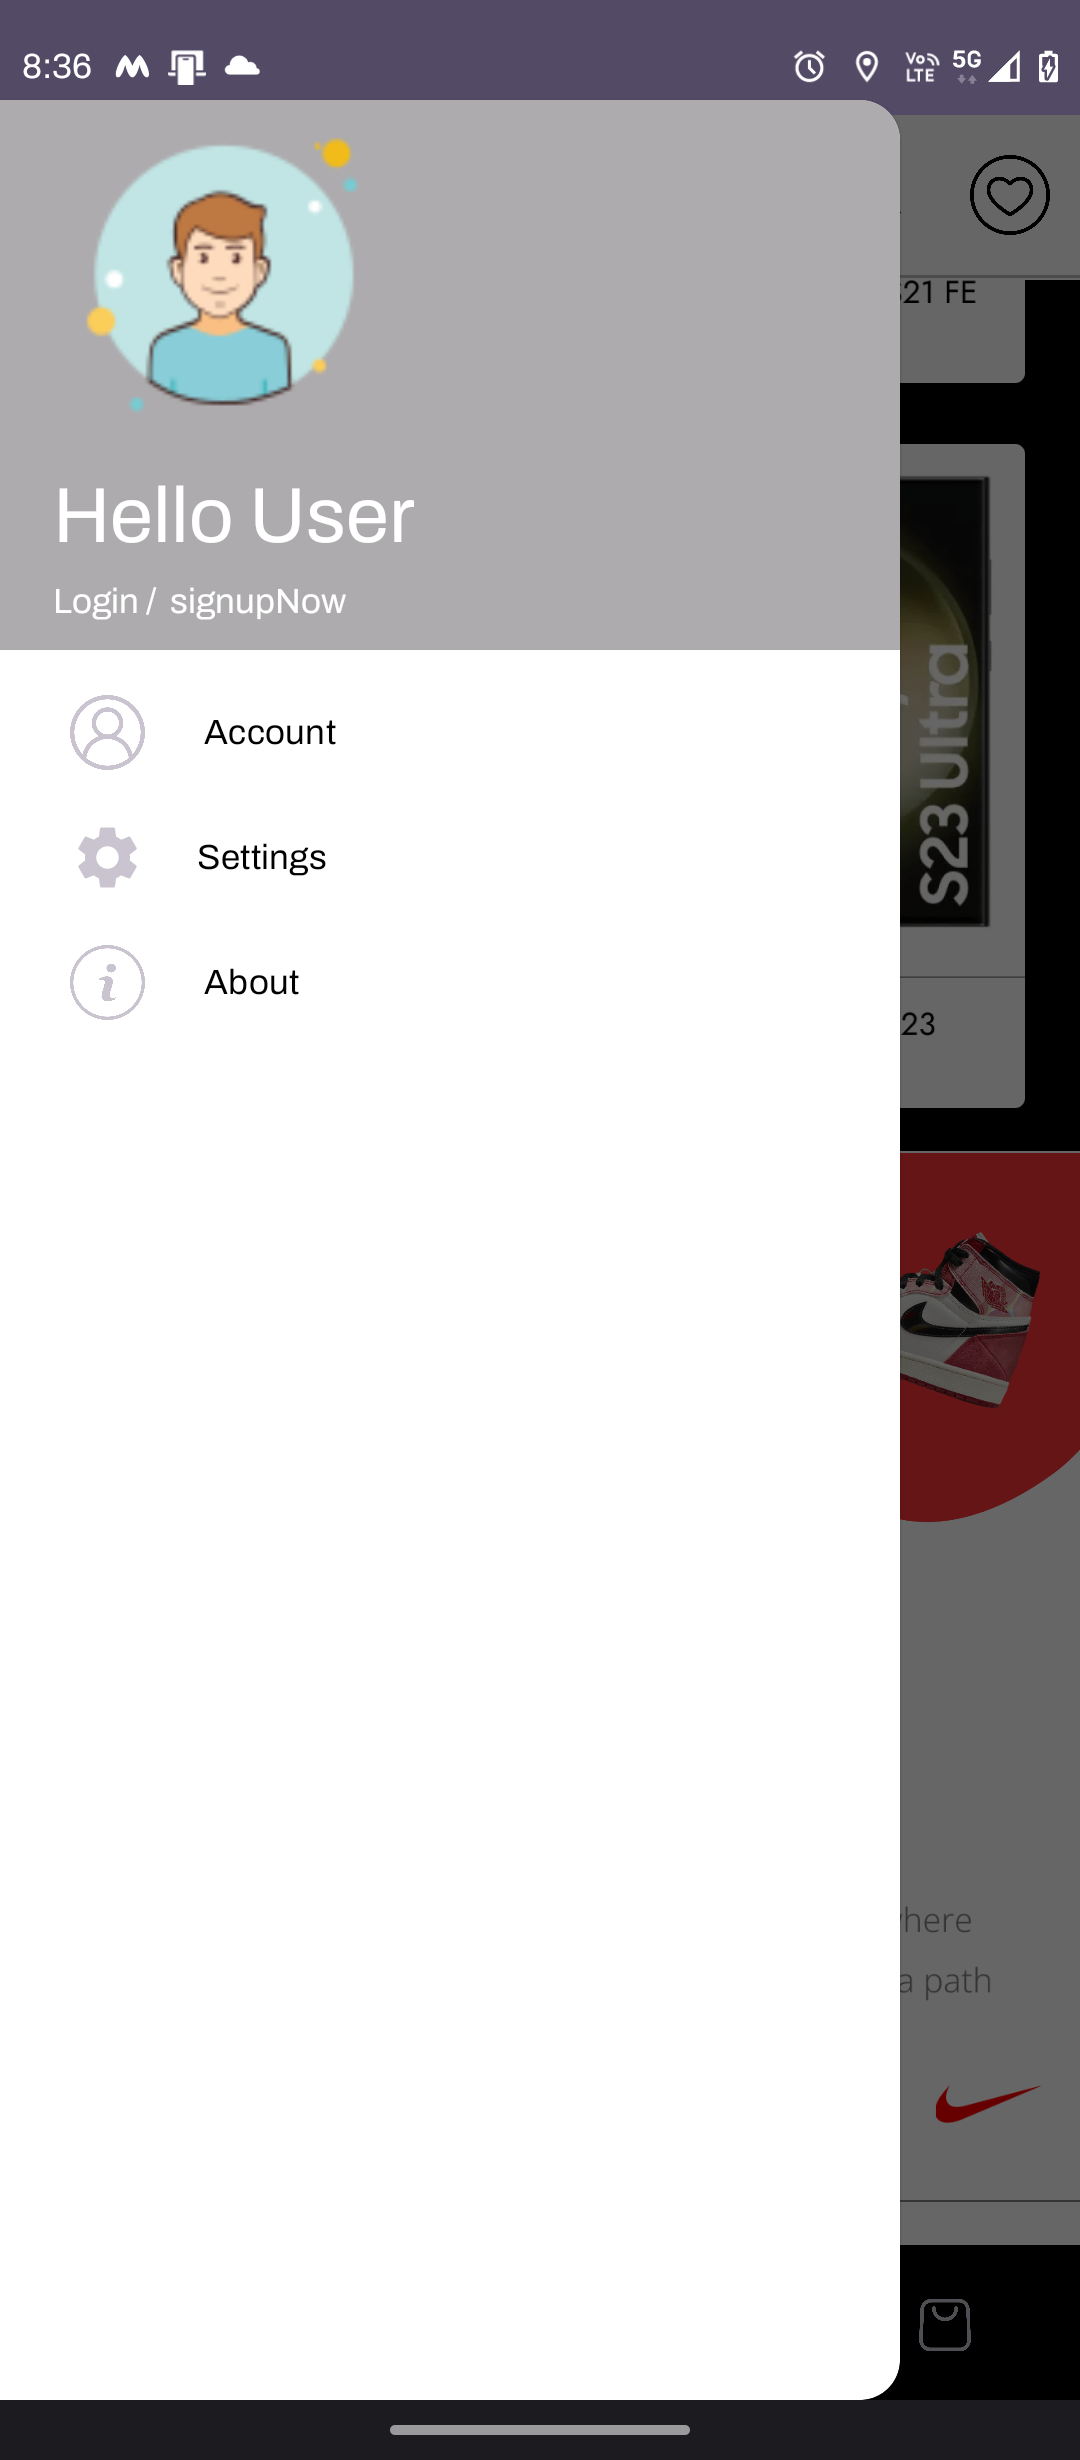 8:36
Vo LTE 5G
21 FE
Hello User
Login / signupNow
Account
S23 Ultra
Settings
About
23
here
a path